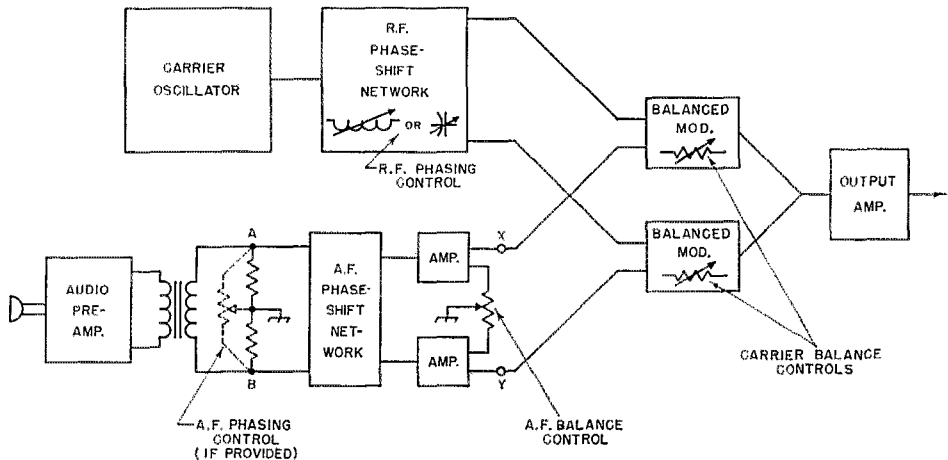 CARRIER
OSCILLATOR
R.F.
PHASE-
SHIFT
NETWORK
OR
R.F. PHASING
CONTROL
BALANCED
MOD.
OUTPUT
AMP.
BALANCED
MOD.
CARRIER BALANCE
CONTROLS
AUDIO
PRE-
AMP.
A
B
A.F.
PHASE-
SHIFT
NET-
WORK
AMP.
AMP.
X
Y
A.F. PHASING
CONTROL
(IF PROVIDED)
A.F. BALANCE
CONTROL